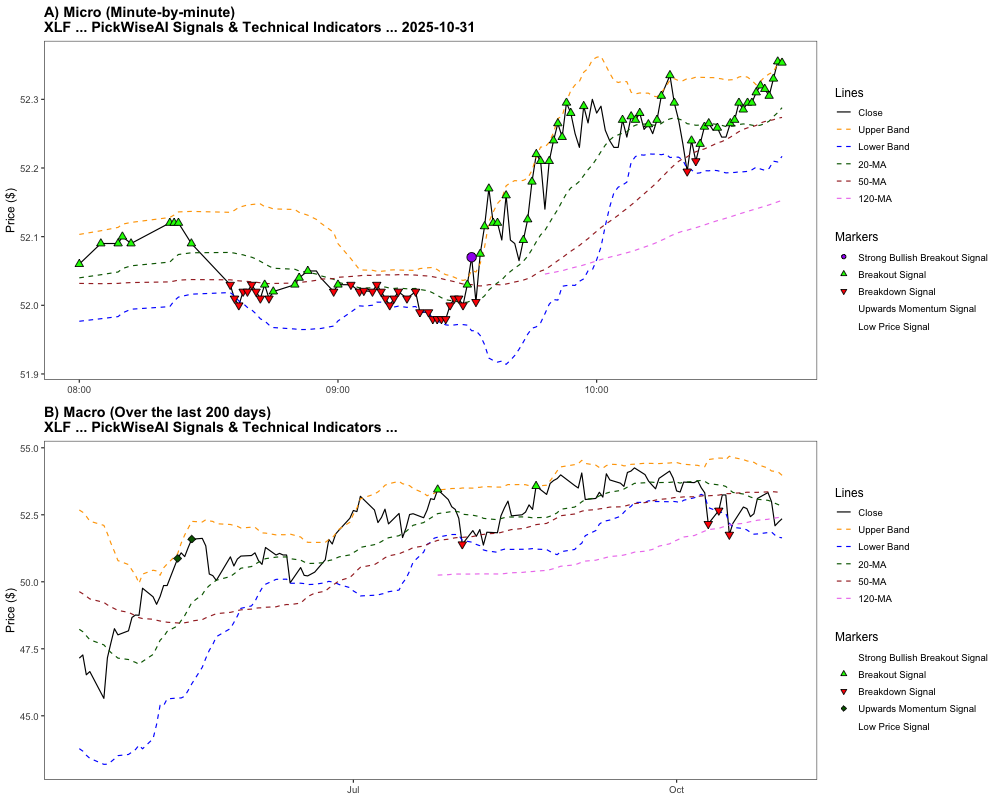 A) Micro (Minute-by-minute)
XLF ... PickWiseAI Signals & Technical Indicators ... 2025-10-31
Price ($)
52.3
52.2
52.1
52.0
51.9
08:00
09:00
10:00
Lines
Close
Upper Band
Lower Band
20-MA
50-MA
120-MA
Markers
Strong Bullish Breakout Signal
Breakout Signal
Breakdown Signal
Upwards Momentum Signal
Low Price Signal
B) Macro (Over the last 200 days)
XLF ... PickWiseAI Signals & Technical Indicators ...
Price ($)
55.0
52.5
50.0
47.5
45.0
Jul
Oct
Lines
Close
Upper Band
Lower Band
20-MA
50-MA
120-MA
Markers
Strong Bullish Breakout Signal
Breakout Signal
Breakdown Signal
Upwards Momentum Signal
Low Price Signal